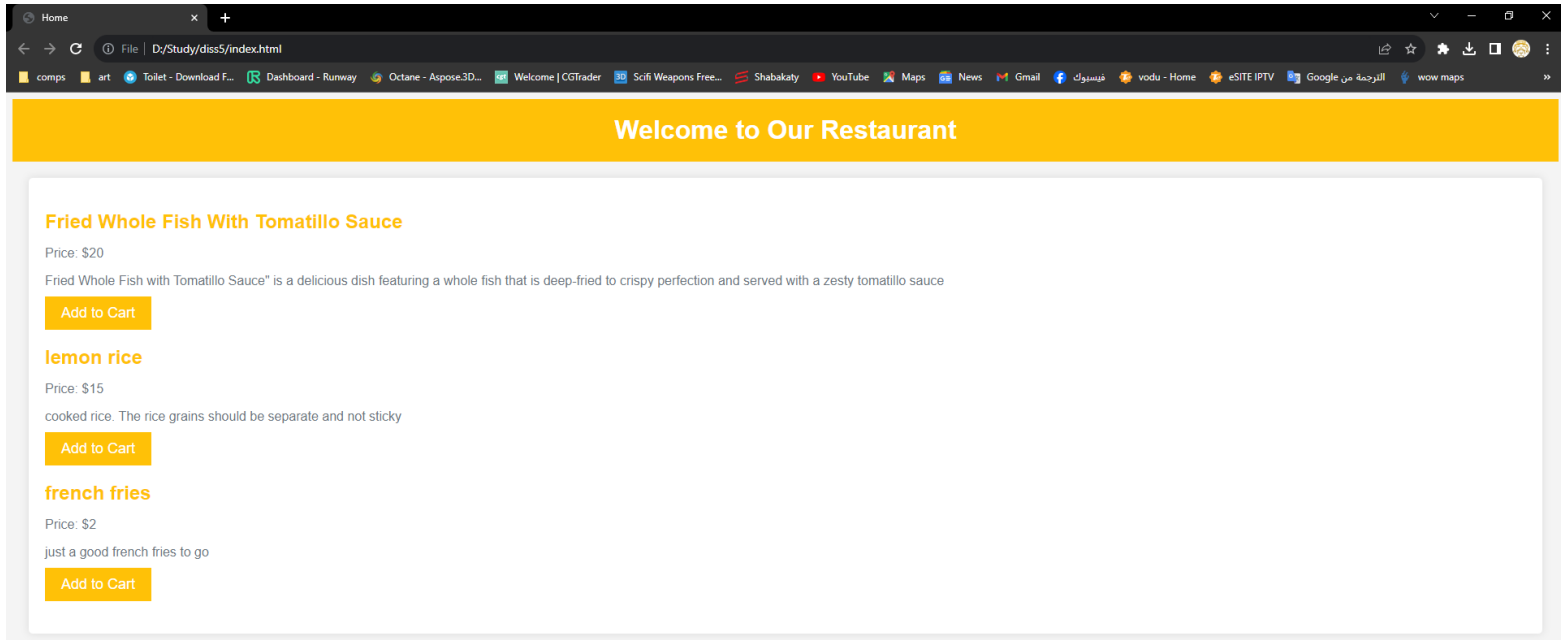 Home
File D:/Study/diss5/index.html
comps art Toilet - Download F... Dashboard - Runway Octane - Aspose.3D... Welcome | CGTrader Scifi Weapons Free... Shabakaty YouTube Maps News Gmail فيسبوك vodu - Home eSITE IPTV الترجمة من Google wow maps »
Welcome to Our Restaurant
Fried Whole Fish With Tomatillo Sauce
Price: $20
Fried Whole Fish with Tomatillo Sauce" is a delicious dish featuring a whole fish that is deep-fried to crispy perfection and served with a zesty tomatillo sauce
Add to Cart
lemon rice
Price: $15
cooked rice. The rice grains should be separate and not sticky
Add to Cart
french fries
Price: $2
just a good french fries to go
Add to Cart